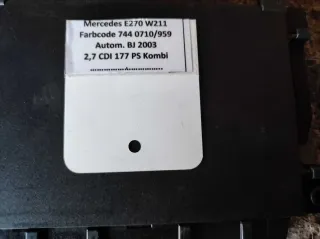 Mercedes E270 W211
Farbcode 744 0710/959
Autom. BJ 2003
2,7 CDI 177 PS Kombi